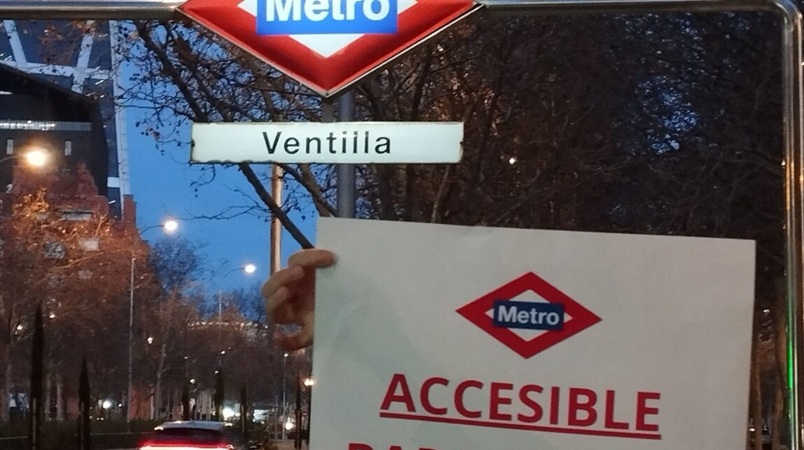 Metro
Ventilla
Metro
ACCESIBLE